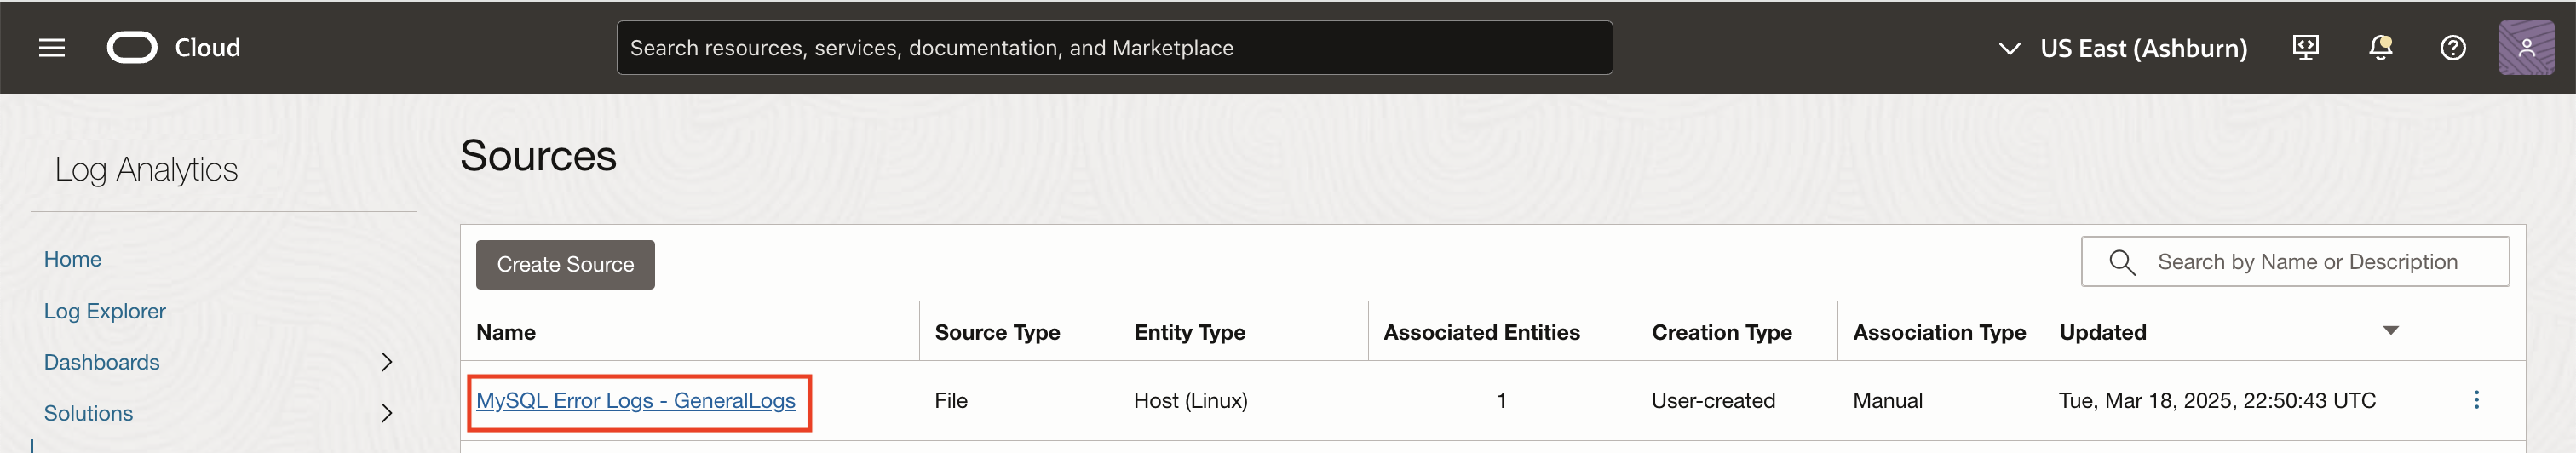 Cloud
Search resources, services, documentation, and Marketplace
US East (Ashburn)
Log Analytics
Home
Log Explorer
Dashboards
Solutions
Sources
Create Source
Search by Name or Description
Name Source Type Entity Type Associated Entities Creation Type Association Type Updated
MySQL Error Logs - GeneralLogs File Host (Linux) 1 User-created Manual Tue, Mar 18, 2025, 22:50:43 UTC